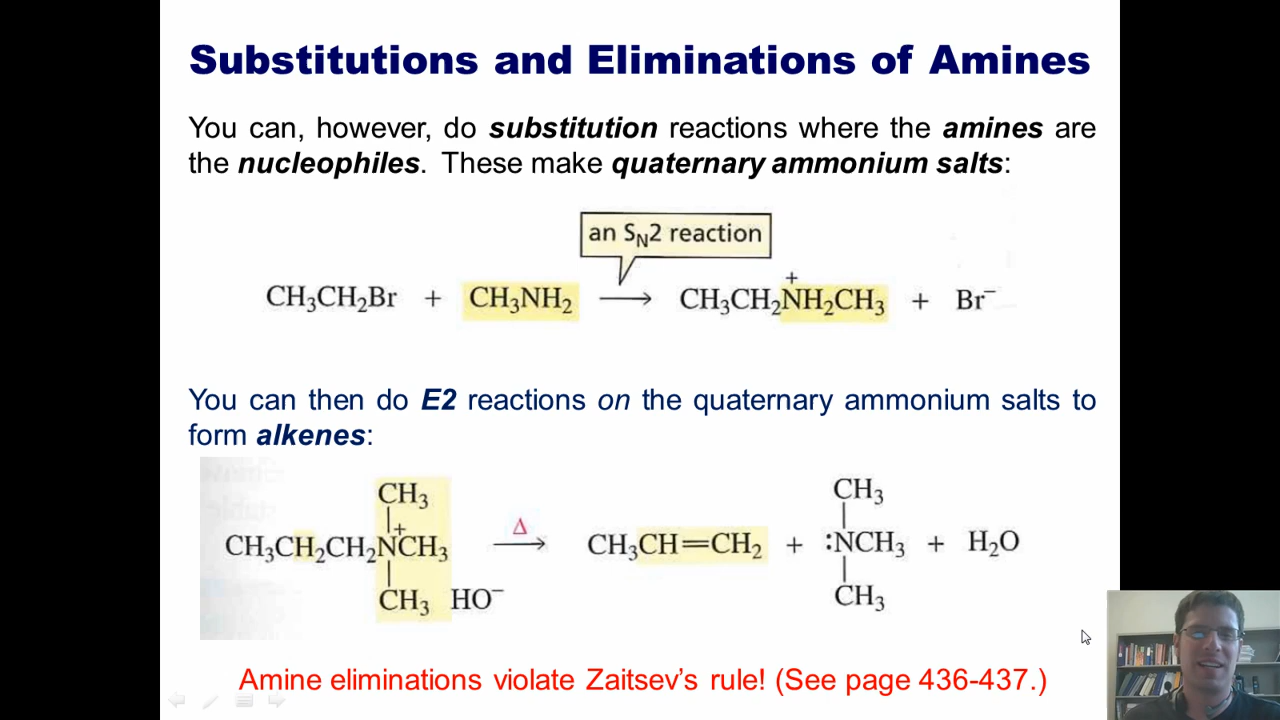 Substitutions and Eliminations of Amines
You can, however, do substitution reactions where the amines are
the nucleophiles. These make quaternary ammonium salts:
an SN2 reaction
CH3CH2Br + CH3NH2 ⟶ CH3CH2N+H2CH3 + Br−
You can then do E2 reactions on the quaternary ammonium salts to
form alkenes:
CH3 CH3
| + Δ |
CH3CH2CH2NCH3 ⟶ CH3CH=CH2 + :NCH3 + H2O
| |
CH3 HO− CH3
Amine eliminations violate Zaitsev's rule! (See page 436-437.)